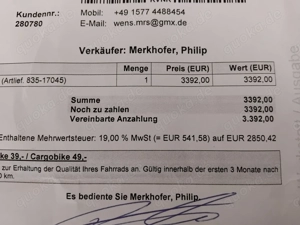 Kundennr.:
280780
Mobil: +49 1577 4488454
E-Mail: wens.mrs@gmx.de
Verkäufer: Merkhofer, Philip
Menge Preis (EUR) Wert (EUR)
(Artlief. 835-17045) 1 3392,00 3392,00
Summe 3392,00
Noch zu zahlen 3392,00
Vereinbarte Anzahlung 3.392,00
Enthaltene Mehrwertsteuer: 19,00 % MwSt (= EUR 541,58) auf EUR 2850,42
ke 39,- / Cargobike 49,-
zur Erhaltung der Qualität Ihres Fahrrads an. Gültig innerhalb der ersten 3 Monate nach
0 km.
Es bediente Sie Merkhofer, Philip.